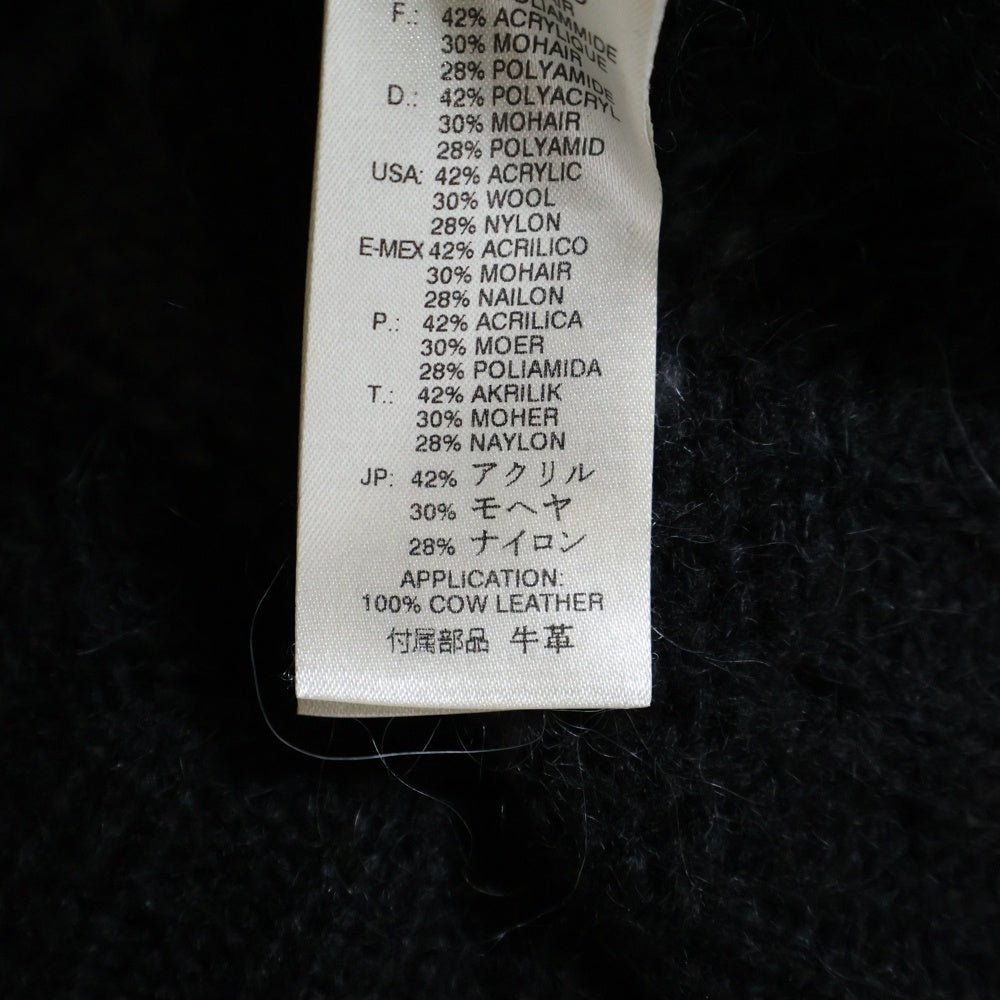 F.: 42% ACRYLIQUE
30% MOHAIR
28% POLYAMIDE
D.: 42% POLYACRYL
30% MOHAIR
28% POLYAMID
USA: 42% ACRYLIC
30% WOOL
28% NYLON
E-MEX 42% ACRILICO
30% MOHAIR
28% NAILON
P.: 42% ACRILICA
30% MOER
28% POLIAMIDA
T.: 42% AKRILIK
30% MOHER
28% NAYLON
JP: 42% アクリル
30% モヘヤ
28% ナイロン
APPLICATION:
100% COW LEATHER
付属部品 牛革